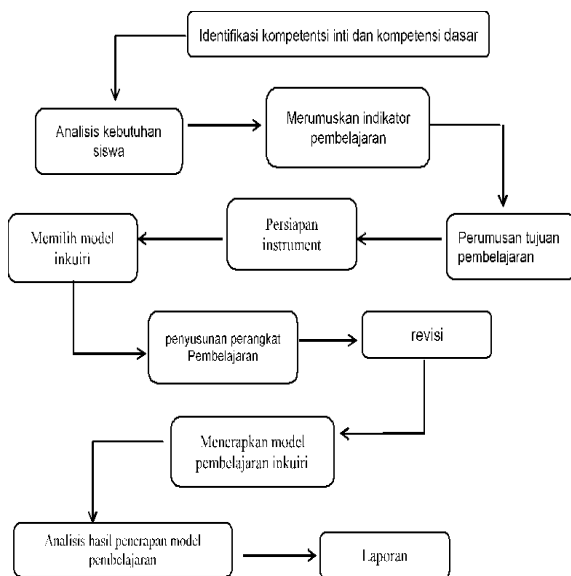 Identifikasi kompetentsi inti dan kompetensi dasar
Analisis kebutuhan
siswa
Merumuskan indikator
pembelajaran
Perumusan tujuan
pembelajaran
Persiapan
instrument
Memilih model
inkuiri
penyusunan perangkat
Pembelajaran
revisi
Menerapkan model
pembelajaran inkuiri
Analisis hasil penerapan model
pembelajaran
Laporan